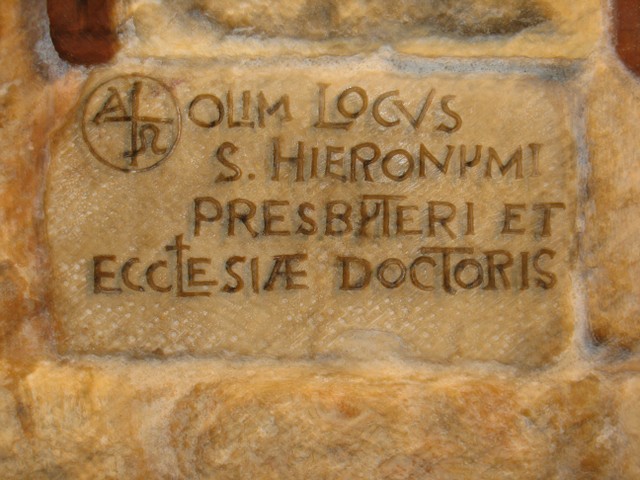 A Ω OLIM LOCVS
S. HIERONYMI
PRESBYTERI ET
ECCLESIÆ DOCTORIS